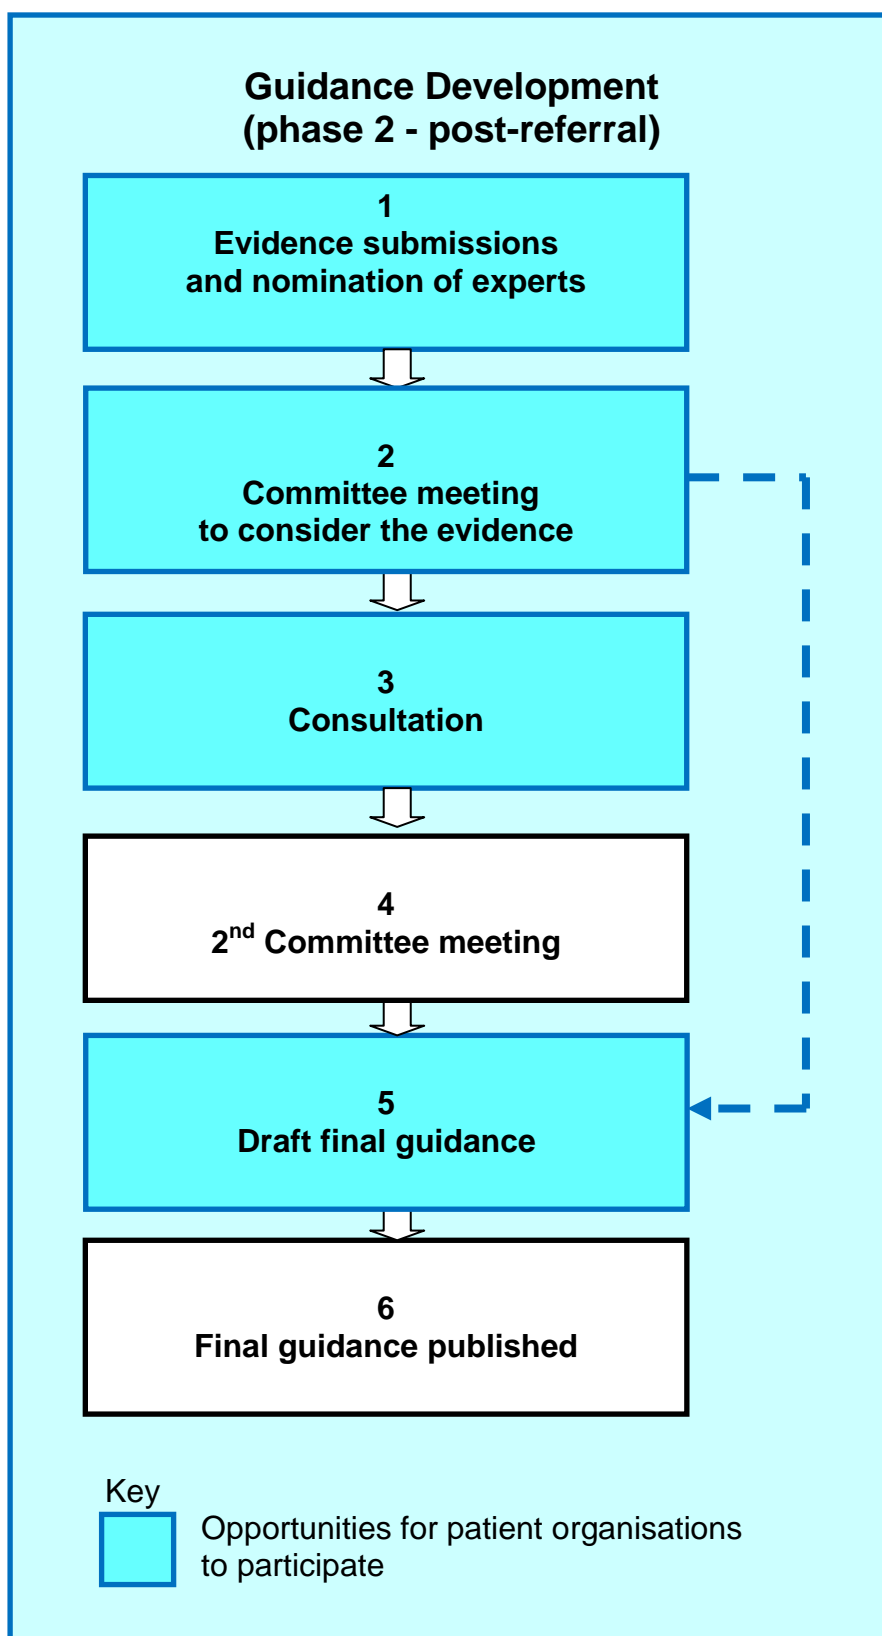 Guidance Development
(phase 2 - post-referral)
1
Evidence submissions
and nomination of experts
2
Committee meeting
to consider the evidence
3
Consultation
4
2nd Committee meeting
5
Draft final guidance
6
Final guidance published
Key
Opportunities for patient organisations
to participate